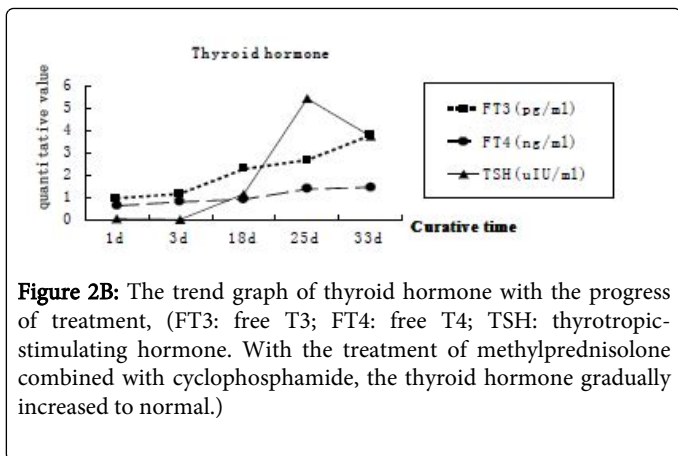 Thyroid hormone
quantitative value
6
5
4
3
2
1
0
1d 3d 18d 25d 33d
Curative time
FT3(pg/ml)
FT4(ng/ml)
TSH(uIU/ml)
Figure 2B: The trend graph of thyroid hormone with the progress
of treatment, (FT3: free T3; FT4: free T4; TSH: thyrotropic-
stimulating hormone. With the treatment of methylprednisolone
combined with cyclophosphamide, the thyroid hormone gradually
increased to normal.)